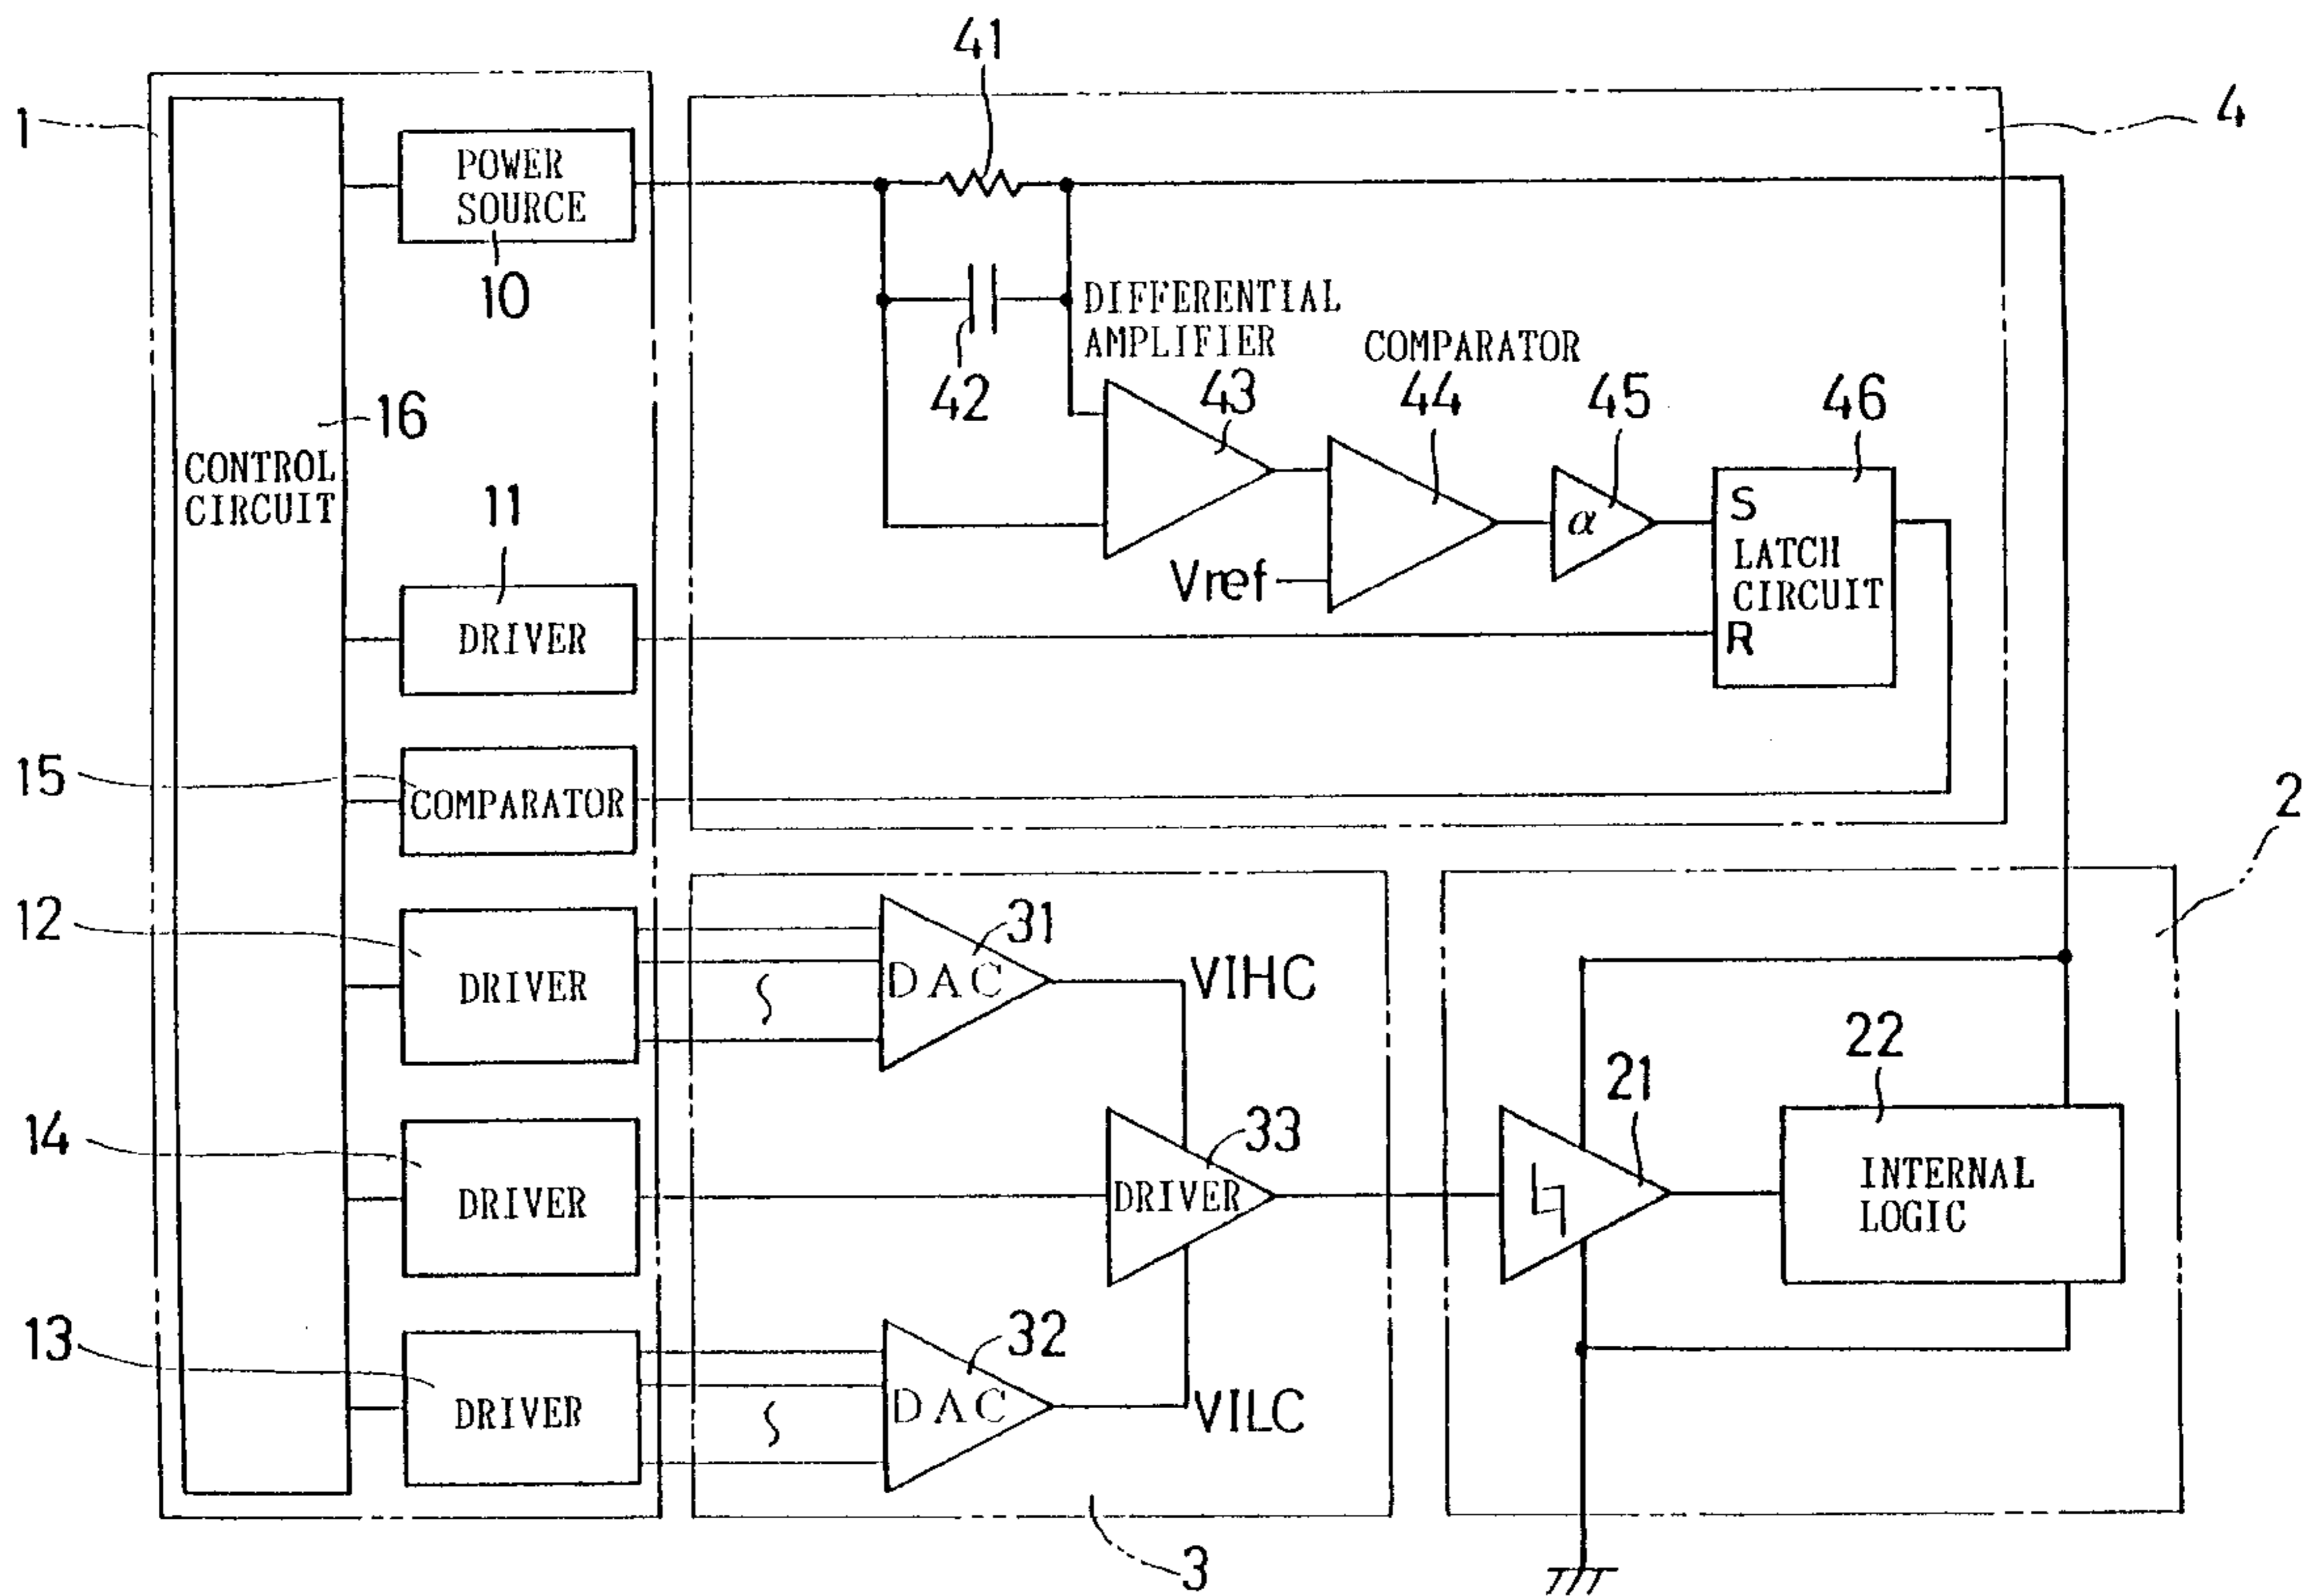 41
1
4
POWER
SOURCE
10
DIFFERENTIAL
AMPLIFIER
COMPARATOR
42
43
44
45
46
16
CONTROL
CIRCUIT
11
S
α
LATCH
CIRCUIT
Vref
DRIVER
R
15
COMPARATOR
2
12
31
DAC
VIHC
DRIVER
22
21
14
33
DRIVER
DRIVER
INTERNAL
LOGIC
13
32
DAC
VILC
DRIVER
3